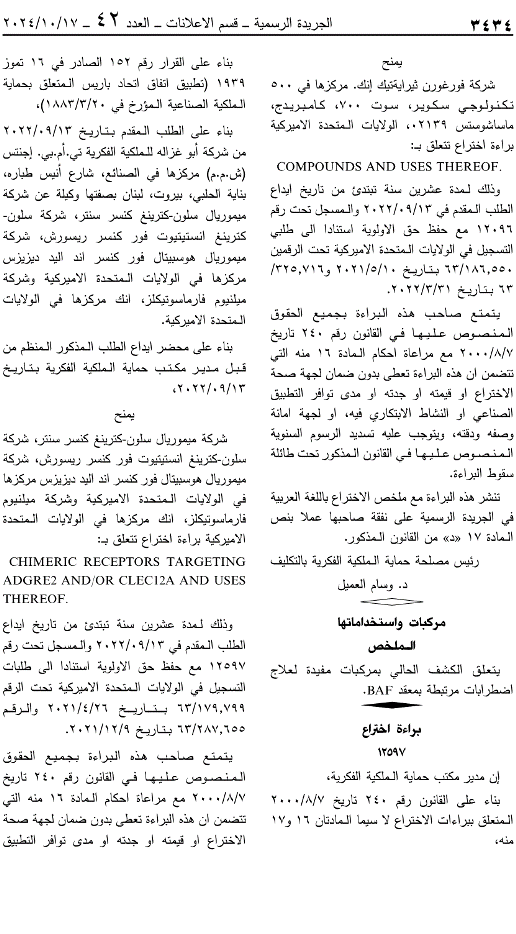 ٣٤٣٤
الجريدة الرسمية – قسم الاعلانات – العدد ٤٢ – ٢٠٢٤/١٠/١٧
يمنح
شركة فورغورن ثيرابتيك إنك. مركزها في ٥٠٠
تكنولوجي سكوير، سوت ٧٠٠، كامبريدج،
ماساشوستس ٠٢١٣٩، الولايات المتحدة الاميركية
براءة اختراع تتعلق بـ:
COMPOUNDS AND USES THEREOF.
وذلك لمدة عشرين سنة تبتدئ من تاريخ ايداع
الطلب المقدم في ٢٠٢٢/٠٩/١٣ والمسجل تحت رقم
١٢٠٩٦ مع حفظ حق الاولوية استنادا الى طلبي
التسجيل في الولايات المتحدة الاميركية تحت الرقمين
٦٣/١٨٦,٥٥٠ بتاريخ ٢٠٢١/٥/١٠ و٣٢٥,٧١٦/
٦٣ بتاريخ ٢٠٢٢/٣/٣١.
يتمتع صاحب هذه البراءة بجميع الحقوق
المنصوص عليها في القانون رقم ٢٤٠ تاريخ
٢٠٠٠/٨/٧ مع مراعاة احكام المادة ١٦ منه التي
تتضمن ان هذه البراءة تعطى بدون ضمان لجهة صحة
الاختراع او قيمته او جدته او مدى توافر التطبيق
الصناعي او النشاط الابتكاري فيه، او لجهة امانة
وصفه ودقته، ويتوجب عليه تسديد الرسوم السنوية
المنصوص عليها في القانون المذكور تحت طائلة
سقوط البراءة.
تنشر هذه البراءة مع ملخص الاختراع باللغة العربية
في الجريدة الرسمية على نفقة صاحبها عملا بنص
المادة ١٧ «د» من القانون المذكور.
رئيس مصلحة حماية الملكية الفكرية بالتكليف
د. وسام العميل
مركبات واستخداماتها
الملخص
يتعلق الكشف الحالي بمركبات مفيدة لعلاج
اضطرابات مرتبطة بمعقد BAF.
براءة اختراع
١٢٥٩٧
إن مدير مكتب حماية الملكية الفكرية،
بناء على القانون رقم ٢٤٠ تاريخ ٢٠٠٠/٨/٧
المتعلق ببراءات الاختراع لا سيما المادتان ١٦ و١٧
منه،
بناء على القرار رقم ١٥٢ الصادر في ١٦ تموز
١٩٣٩ (تطبيق اتفاق اتحاد باريس المتعلق بحماية
الملكية الصناعية المؤرخ في ١٨٨٣/٣/٢٠)،
بناء على الطلب المقدم بتاريخ ٢٠٢٢/٠٩/١٣
من شركة أبو غزاله للملكية الفكرية تي.أم.بي. إجنتس
(ش.م.م) مركزها في الصنائع، شارع أنيس طباره،
بناية الحلبي، بيروت، لبنان بصفتها وكيلة عن شركة
ميموريال سلون-كترينغ كنسر سنتر، شركة سلون-
كترينغ انستيتيوت فور كنسر ريسورش، شركة
ميموريال هوسبيتال فور كنسر اند اليد ديزيزس
مركزها في الولايات المتحدة الاميركية وشركة
ميلنيوم فارماسوتيكلز، انك مركزها في الولايات
المتحدة الاميركية.
بناء على محضر ايداع الطلب المذكور المنظم من
قبل مدير مكتب حماية الملكية الفكرية بتاريخ
٢٠٢٢/٠٩/١٣،
يمنح
شركة ميموريال سلون-كترينغ كنسر سنتر، شركة
سلون-كترينغ انستيتيوت فور كنسر ريسورش، شركة
ميموريال هوسبيتال فور كنسر اند اليد ديزيزس مركزها
في الولايات المتحدة الاميركية وشركة ميلنيوم
فارماسوتيكلز، انك مركزها في الولايات المتحدة
الاميركية براءة اختراع تتعلق بـ:
CHIMERIC RECEPTORS TARGETING
ADGRE2 AND/OR CLEC12A AND USES
THEREOF.
وذلك لمدة عشرين سنة تبتدئ من تاريخ ايداع
الطلب المقدم في ٢٠٢٢/٠٩/١٣ والمسجل تحت رقم
١٢٥٩٧ مع حفظ حق الاولوية استنادا الى طلبات
التسجيل في الولايات المتحدة الاميركية تحت الرقم
٦٣/١٧٩,٧٩٩ بتاريخ ٢٠٢١/٤/٢٦ والرقم
٦٣/٢٨٧,٦٥٥ بتاريخ ٢٠٢١/١٢/٩.
يتمتع صاحب هذه البراءة بجميع الحقوق
المنصوص عليها في القانون رقم ٢٤٠ تاريخ
٢٠٠٠/٨/٧ مع مراعاة احكام المادة ١٦ منه التي
تتضمن ان هذه البراءة تعطى بدون ضمان لجهة صحة
الاختراع او قيمته او جدته او مدى توافر التطبيق